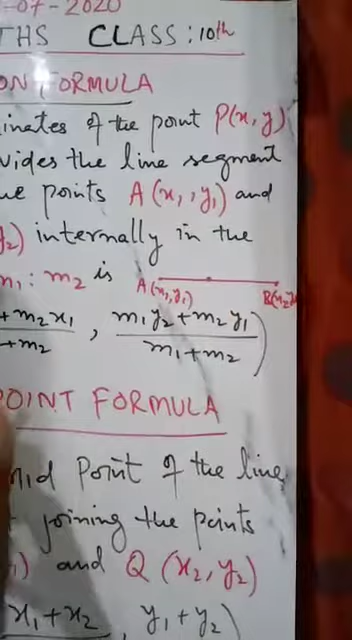 -07-2020
THS CLASS: 10th
ON FORMULA
inates of the point P(x, y)
vides the line segment
ue points A (x₁, y₁) and
y₂) internally in the
m₁ : m₂ is A(x₁,y₁)
+m₂x₁ / +m₂ , m₁y₂+m₂y₁ / m₁+m₂ )
POINT FORMULA
mid Point of the line
joining the points
1) and Q (x₂, y₂)
x₁+x₂ , y₁+y₂ )